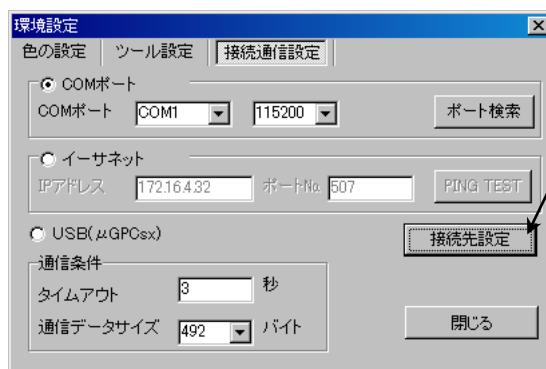 環境設定
色の設定 ツール設定 接続通信設定
COMポート
COMポート COM1 115200 ポート検索
イーサネット
IPアドレス 172.16.4.32 ポートNo. 507 PING TEST
USB(μGPCsx) 接続先設定
通信条件
タイムアウト 3 秒
通信データサイズ 492 バイト 閉じる